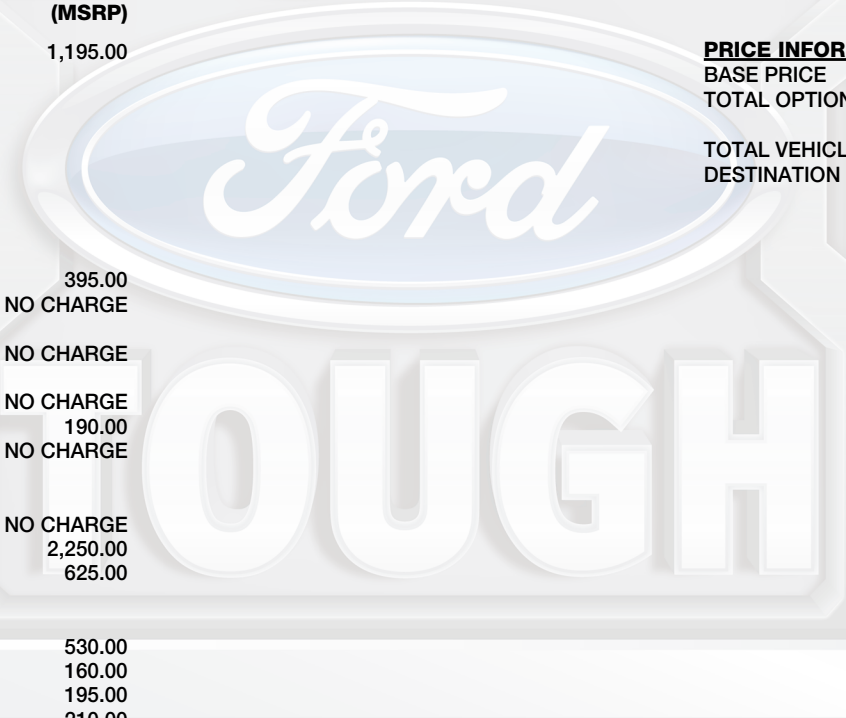 (MSRP)
1,195.00
395.00
NO CHARGE
NO CHARGE
NO CHARGE
190.00
NO CHARGE
NO CHARGE
2,250.00
625.00
530.00
160.00
195.00
PRICE INFOR
BASE PRICE
TOTAL OPTION
TOTAL VEHICL
DESTINATION
Ford
TOUGH